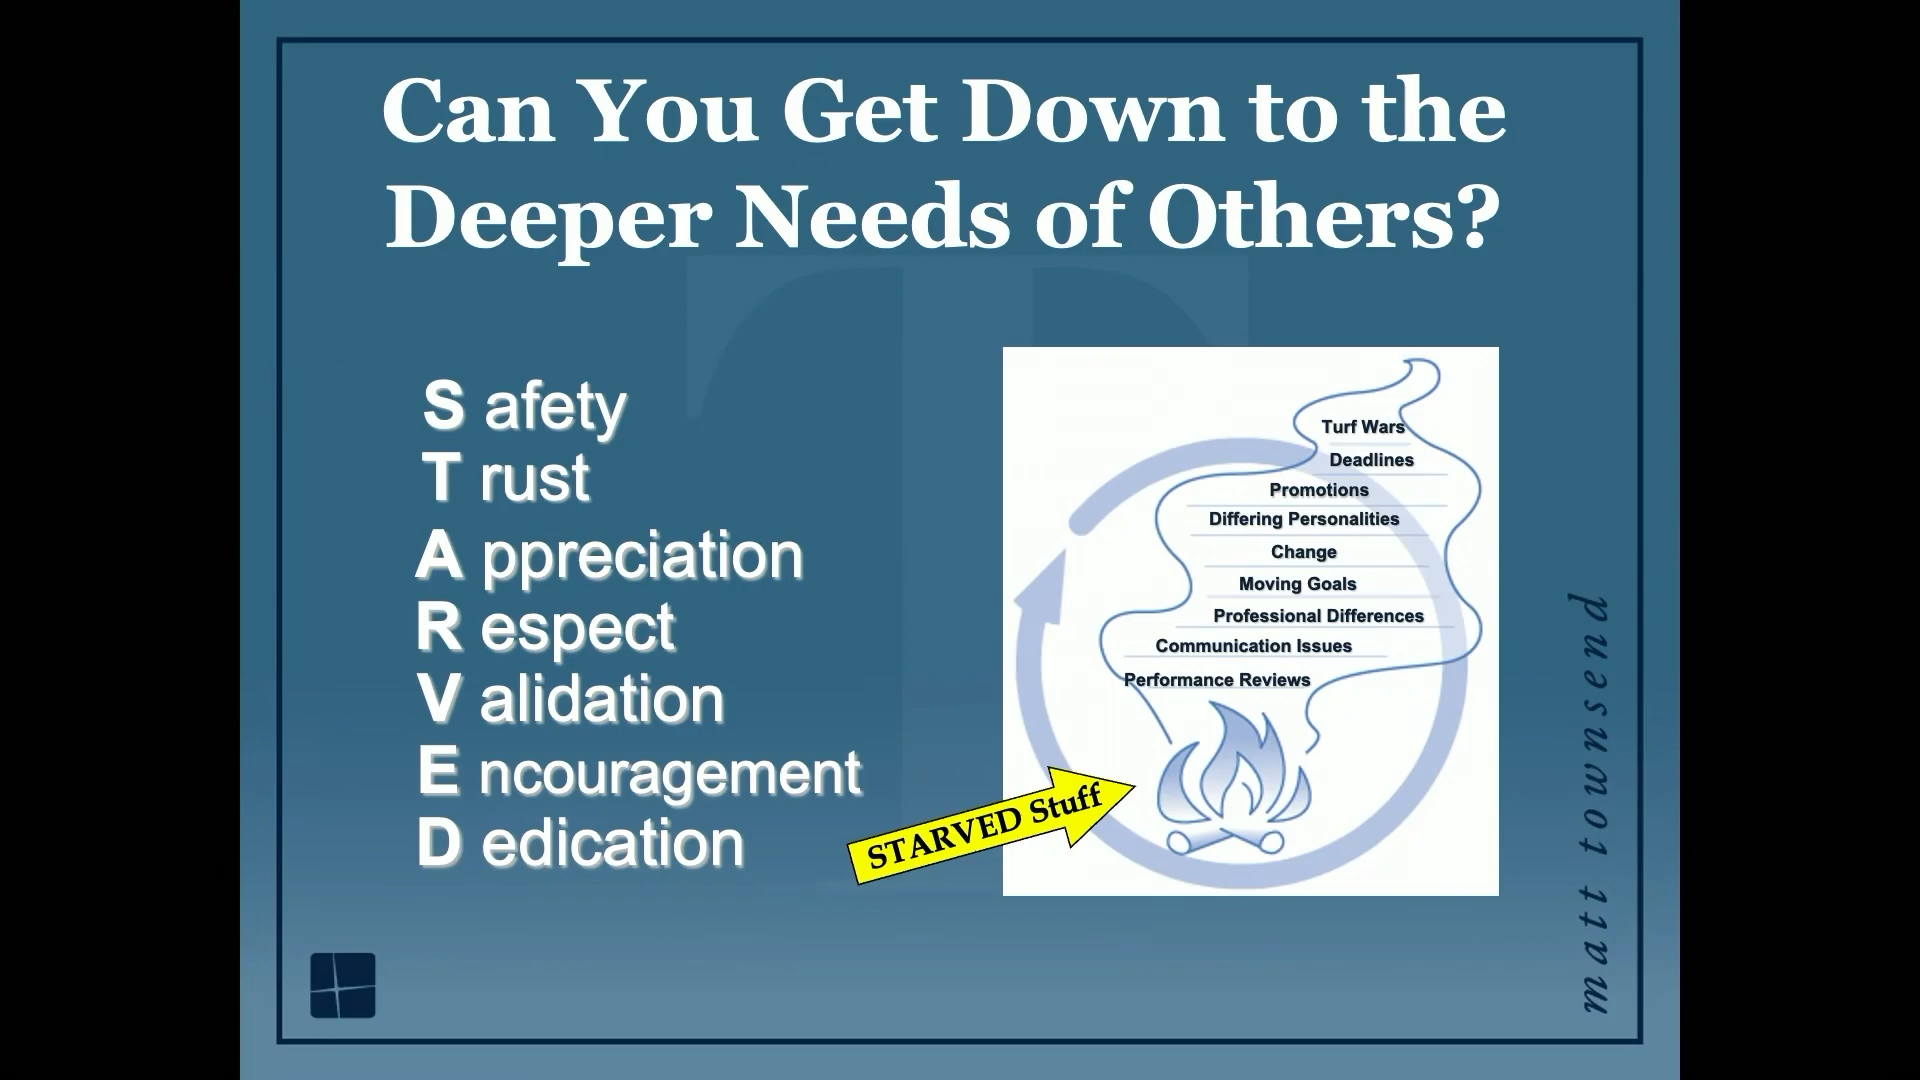 Can You Get Down to the
Deeper Needs of Others?
S afety
T rust
A ppreciation
R espect
V alidation
E ncouragement
D edication
STARVED Stuff
Turf Wars
Deadlines
Promotions
Differing Personalities
Change
Moving Goals
Professional Differences
Communication Issues
Performance Reviews
matt townsend